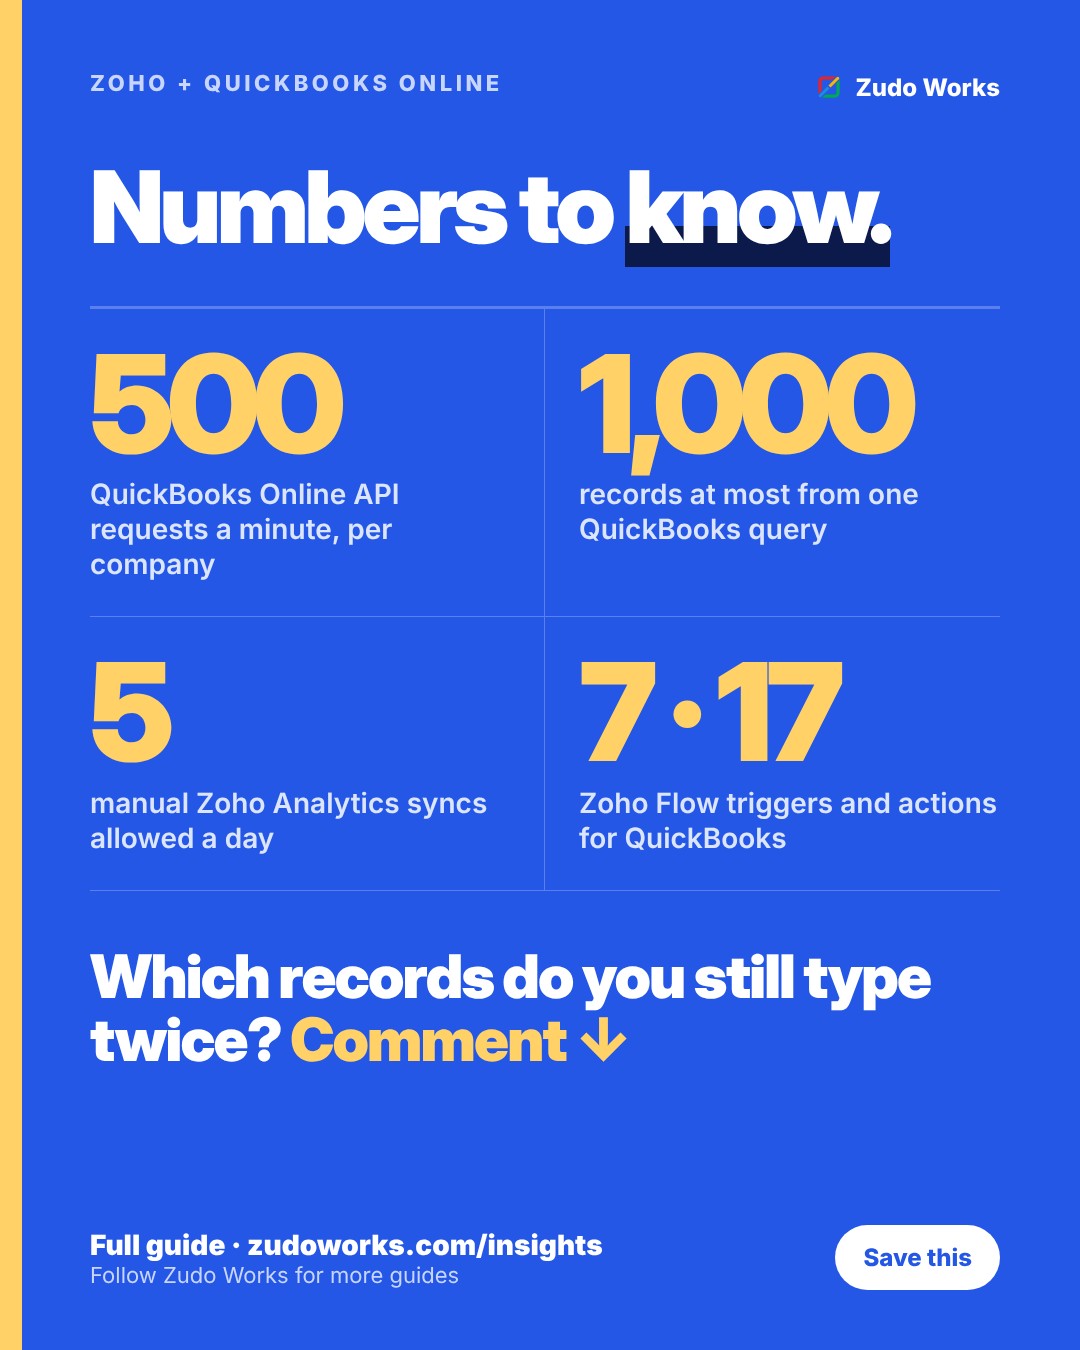 ZOHO + QUICKBOOKS ONLINE
Zudo Works
Numbers to know.
500
QuickBooks Online API
requests a minute, per
company
1,000
records at most from one
QuickBooks query
5
manual Zoho Analytics syncs
allowed a day
7·17
Zoho Flow triggers and actions
for QuickBooks
Which records do you still type
twice? Comment ↓
Full guide · zudoworks.com/insights
Follow Zudo Works for more guides
Save this